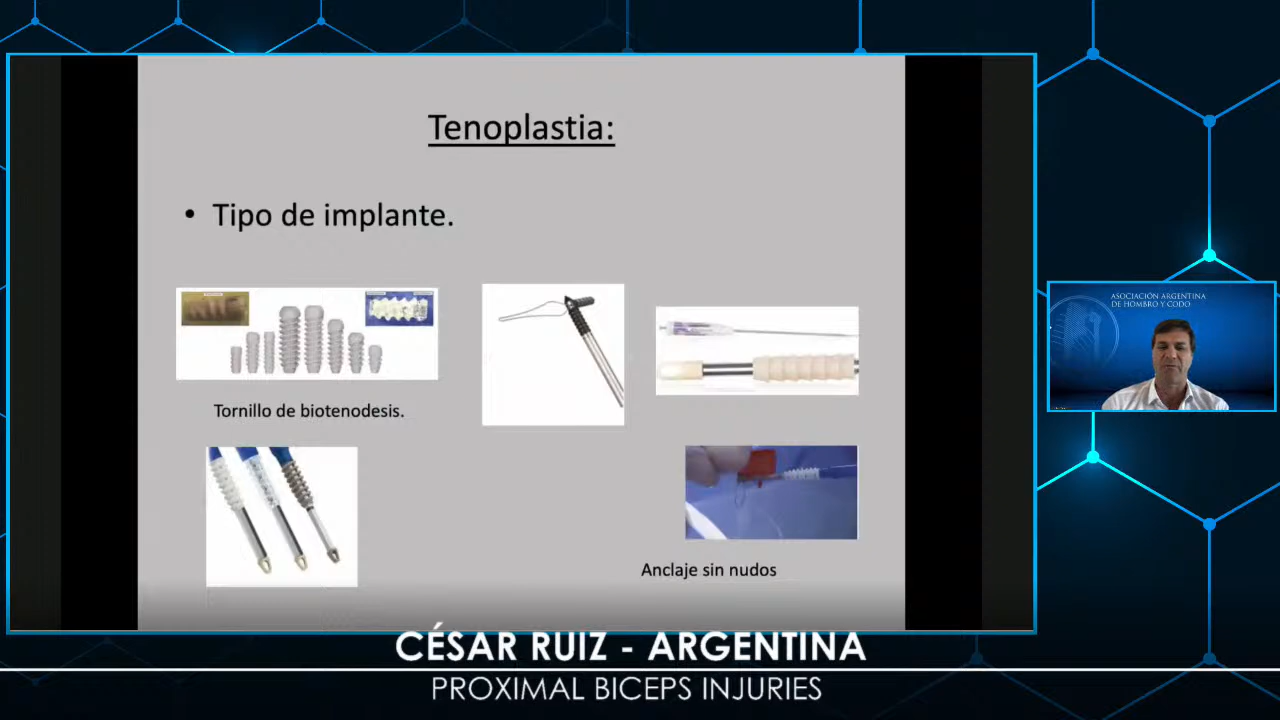 Tenoplastia:
• Tipo de implante.
Tornillo de biotenodesis.
Anclaje sin nudos
ASOCIACIÓN ARGENTINA
DE HOMBRO Y CODO
CÉSAR RUIZ - ARGENTINA
PROXIMAL BICEPS INJURIES